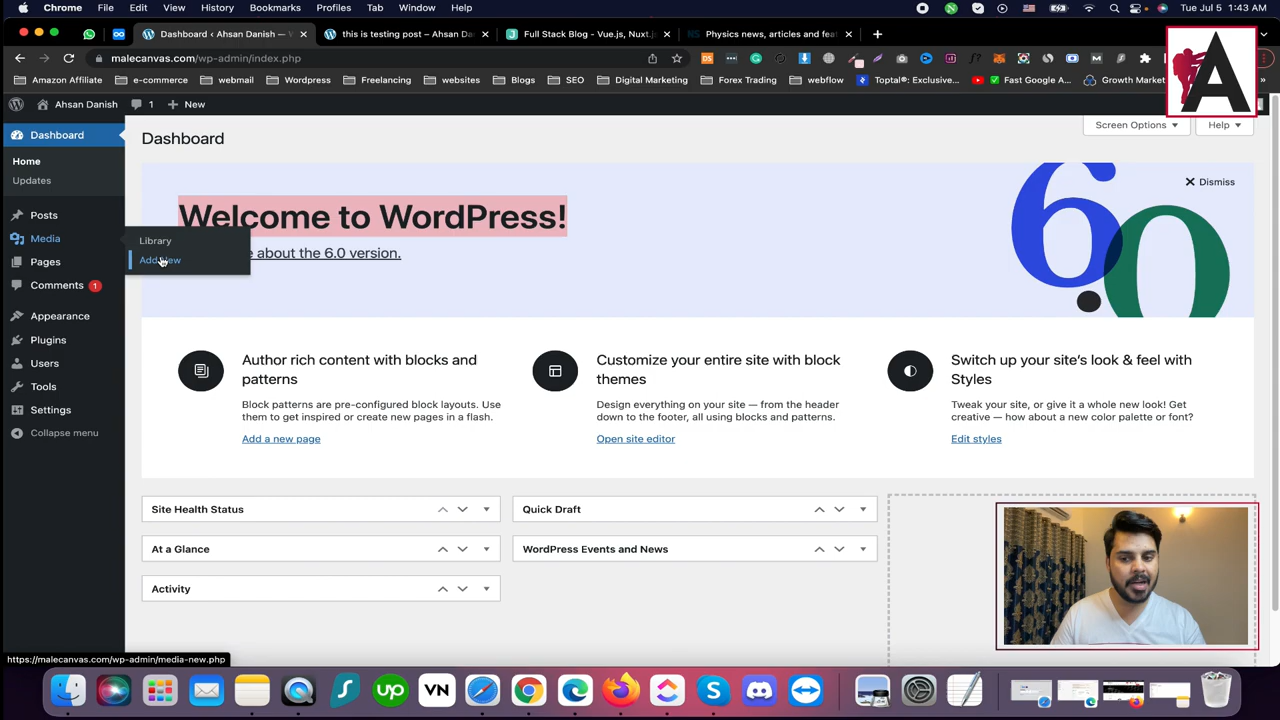 Chrome File Edit View History Bookmarks Profiles Tab Window Help Tue Jul 5 1:43 AM
Dashboard < Ahsan Danish — W this is testing post – Ahsan Dan Full Stack Blog - Vue.js, Nuxt.j Physics news, articles and feat
malecanvas.com/wp-admin/index.php
Amazon Affiliate e-commerce webmail Wordpress Freelancing websites Blogs SEO Digital Marketing Forex Trading webflow Toptal®: Exclusive... Fast Google A... Growth Market
A
Ahsan Danish 1 New
Screen Options Help
Dashboard
Home
Updates
Posts
Media
Library
Add New
Pages
Comments 1
Appearance
Plugins
Users
Tools
Settings
Collapse menu
Dashboard
Dismiss
Welcome to WordPress!
about the 6.0 version.
6.0
Author rich content with blocks and
patterns
Block patterns are pre-configured block layouts. Use
them to get inspired or create new pages in a flash.
Add a new page
Customize your entire site with block
themes
Design everything on your site — from the header
down to the footer, all using blocks and patterns.
Open site editor
Switch up your site's look & feel with
Styles
Tweak your site, or give it a whole new look! Get
creative — how about a new color palette or font?
Edit styles
Site Health Status
Quick Draft
At a Glance
WordPress Events and News
Activity
https://malecanvas.com/wp-admin/media-new.php
up
VN